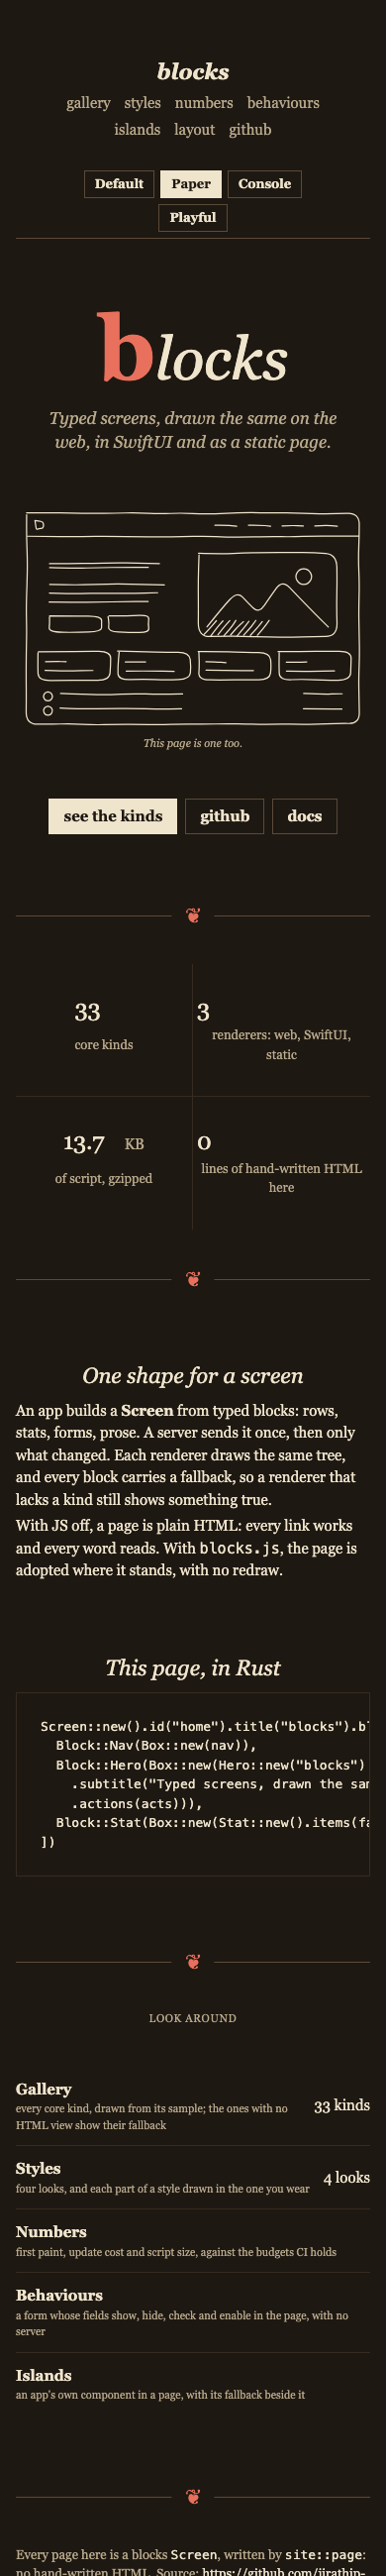 blocks
gallery styles numbers behaviours
islands layout github
Default Paper Console
Playful
blocks
Typed screens, drawn the same on the
web, in SwiftUI and as a static page.
This page is one too.
see the kinds github docs
33
core kinds
3
renderers: web, SwiftUI,
static
13.7 KB
of script, gzipped
0
lines of hand-written HTML
here
One shape for a screen
An app builds a Screen from typed blocks: rows,
stats, forms, prose. A server sends it once, then only
what changed. Each renderer draws the same tree,
and every block carries a fallback, so a renderer that
lacks a kind still shows something true.
With JS off, a page is plain HTML: every link works
and every word reads. With blocks.js, the page is
adopted where it stands, with no redraw.
This page, in Rust
Screen::new().id("home").title("blocks").bl
  Block::Nav(Box::new(nav)),
  Block::Hero(Box::new(Hero::new("blocks")
    .subtitle("Typed screens, drawn the sam
    .actions(acts))),
  Block::Stat(Box::new(Stat::new().items(fa
])
LOOK AROUND
Gallery
every core kind, drawn from its sample; the ones with no
HTML view show their fallback
33 kinds
Styles
four looks, and each part of a style drawn in the one you wear
4 looks
Numbers
first paint, update cost and script size, against the budgets CI holds
Behaviours
a form whose fields show, hide, check and enable in the page, with no
server
Islands
an app's own component in a page, with its fallback beside it
Every page here is a blocks Screen, written by site::page:
no hand-written HTML. Source: https://github.com/jirathip-